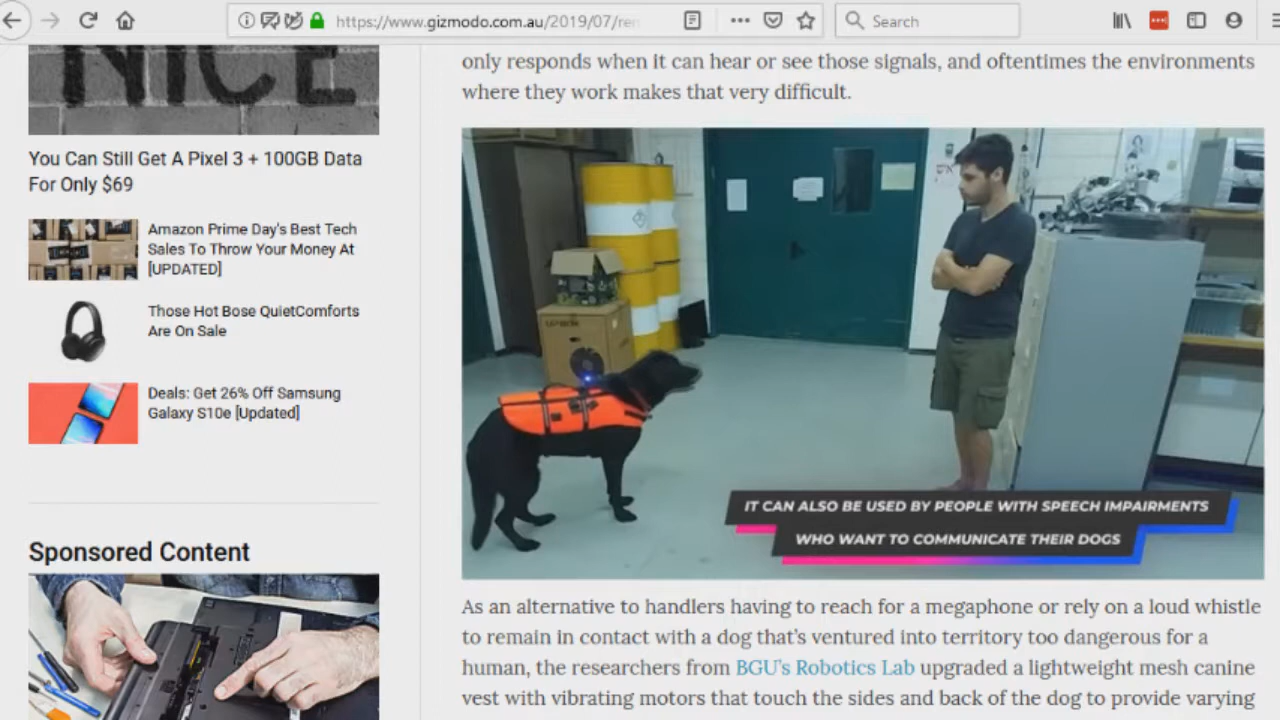 https://www.gizmodo.com.au/2019/07/re
Search
NICE
You Can Still Get A Pixel 3 + 100GB Data
For Only $69
Amazon Prime Day's Best Tech
Sales To Throw Your Money At
[UPDATED]
Those Hot Bose QuietComforts
Are On Sale
Deals: Get 26% Off Samsung
Galaxy S10e [Updated]
Sponsored Content
only responds when it can hear or see those signals, and oftentimes the environments
where they work makes that very difficult.
IT CAN ALSO BE USED BY PEOPLE WITH SPEECH IMPAIRMENTS
WHO WANT TO COMMUNICATE THEIR DOGS
As an alternative to handlers having to reach for a megaphone or rely on a loud whistle
to remain in contact with a dog that's ventured into territory too dangerous for a
human, the researchers from BGU's Robotics Lab upgraded a lightweight mesh canine
vest with vibrating motors that touch the sides and back of the dog to provide varying